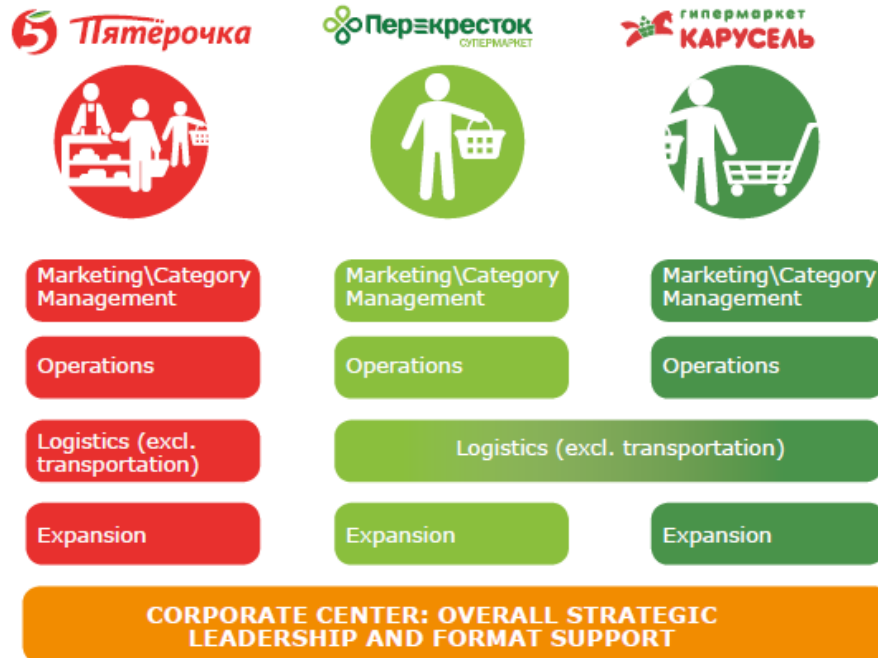 5 Пятёрочка
Перекресток
СУПЕРМАРКЕТ
гипермаркет
КАРУСЕЛЬ
Marketing\Category
Management
Marketing\Category
Management
Marketing\Category
Management
Operations
Operations
Operations
Logistics (excl.
transportation)
Logistics (excl. transportation)
Expansion
Expansion
Expansion
CORPORATE CENTER: OVERALL STRATEGIC
LEADERSHIP AND FORMAT SUPPORT